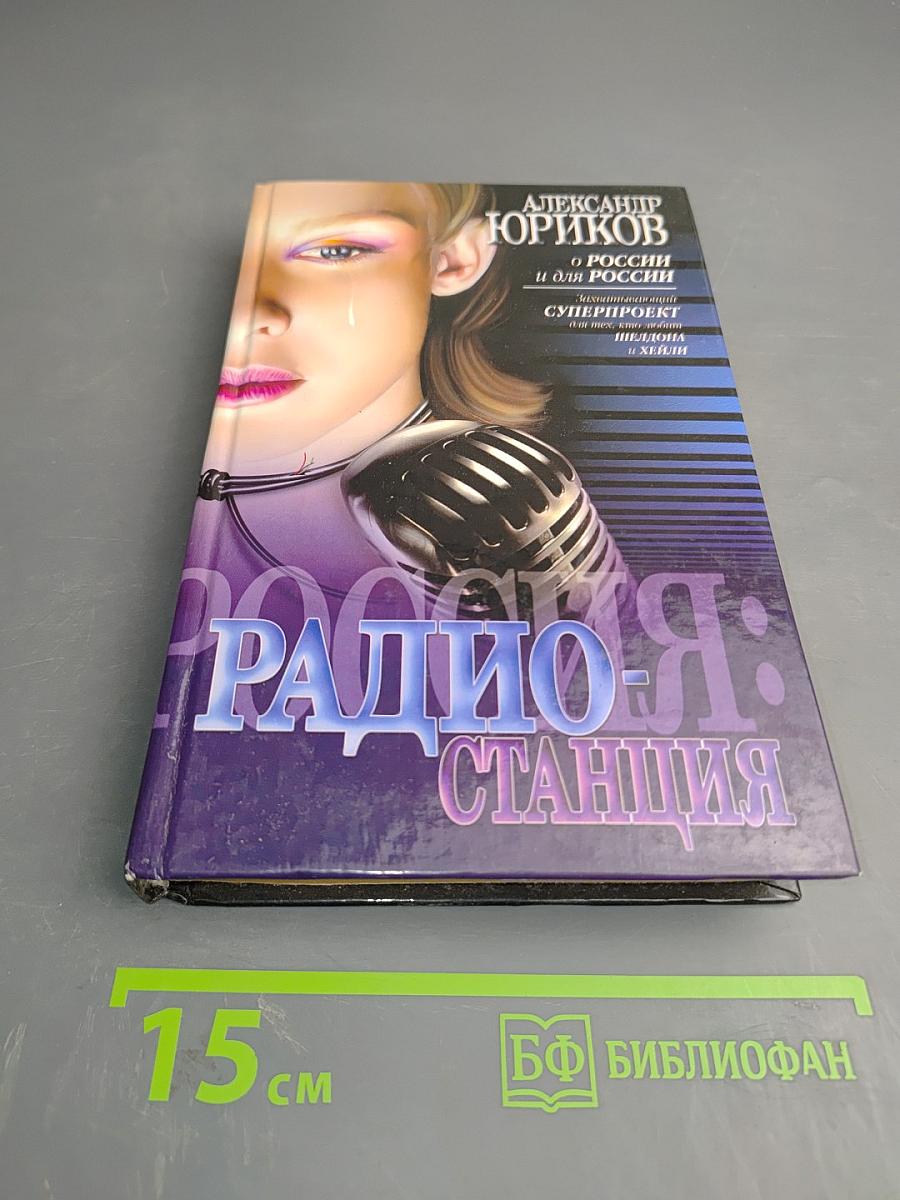 АЛЕКСАНДР
ЮРИКОВ
о РОССИИ
и для РОССИИ
Захватывающий
СУПЕРПРОЕКТ
для тех, кто любит
ШЕЛДОНА
и ХЕЙЛИ
РОССИЯ:
РАДИО-
СТАНЦИЯ
15 см
БФ БИБЛИОФАН